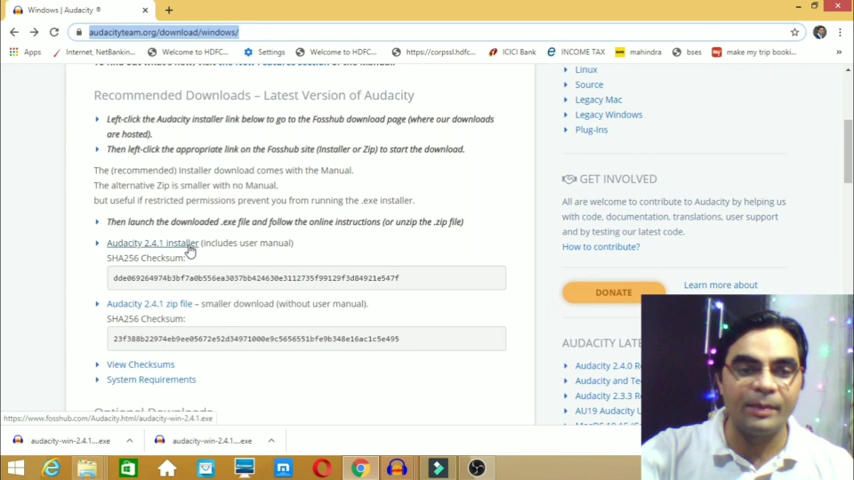 Windows | Audacity ®
audacityteam.org/download/windows/
Apps
Internet, NetBankin...
Welcome to HDFC...
Settings
Welcome to HDFC...
https://corpssl.hdfc...
ICICI Bank
INCOME TAX
mahindra
bses
make my trip bookin...
Recommended Downloads – Latest Version of Audacity
Left-click the Audacity installer link below to go to the Fosshub download page (where our downloads
are hosted).
Then left-click the appropriate link on the Fosshub site (Installer or Zip) to start the download.
The (recommended) Installer download comes with the Manual.
The alternative Zip is smaller with no Manual,
but useful if restricted permissions prevent you from running the .exe installer.
Then launch the downloaded .exe file and follow the online instructions (or unzip the .zip file)
Audacity 2.4.1 installer (includes user manual)
SHA256 Checksum:
dde069264974b3bf7a0b556ea3037bb424630e3112735f99129f3d84921e547f
Audacity 2.4.1 zip file – smaller download (without user manual).
SHA256 Checksum:
23f388b22974eb9ee05672e52d34971000e9c5656551bfe9b348e16ac1c5e495
View Checksums
System Requirements
Linux
Source
Legacy Mac
Legacy Windows
Plug-Ins
GET INVOLVED
All are welcome to contribute to Audacity by helping us
with code, documentation, translations, user support
and by testing our latest code.
How to contribute?
DONATE
Learn more about
AUDACITY LATE
Audacity 2.4.0 Re
Audacity and Te
Audacity 2.3.3 R
AU19 Audacity U
https://www.fosshub.com/Audacity.html/audacity-win-2.4.1.exe
audacity-win-2.4.1....exe
audacity-win-2.4.1....exe